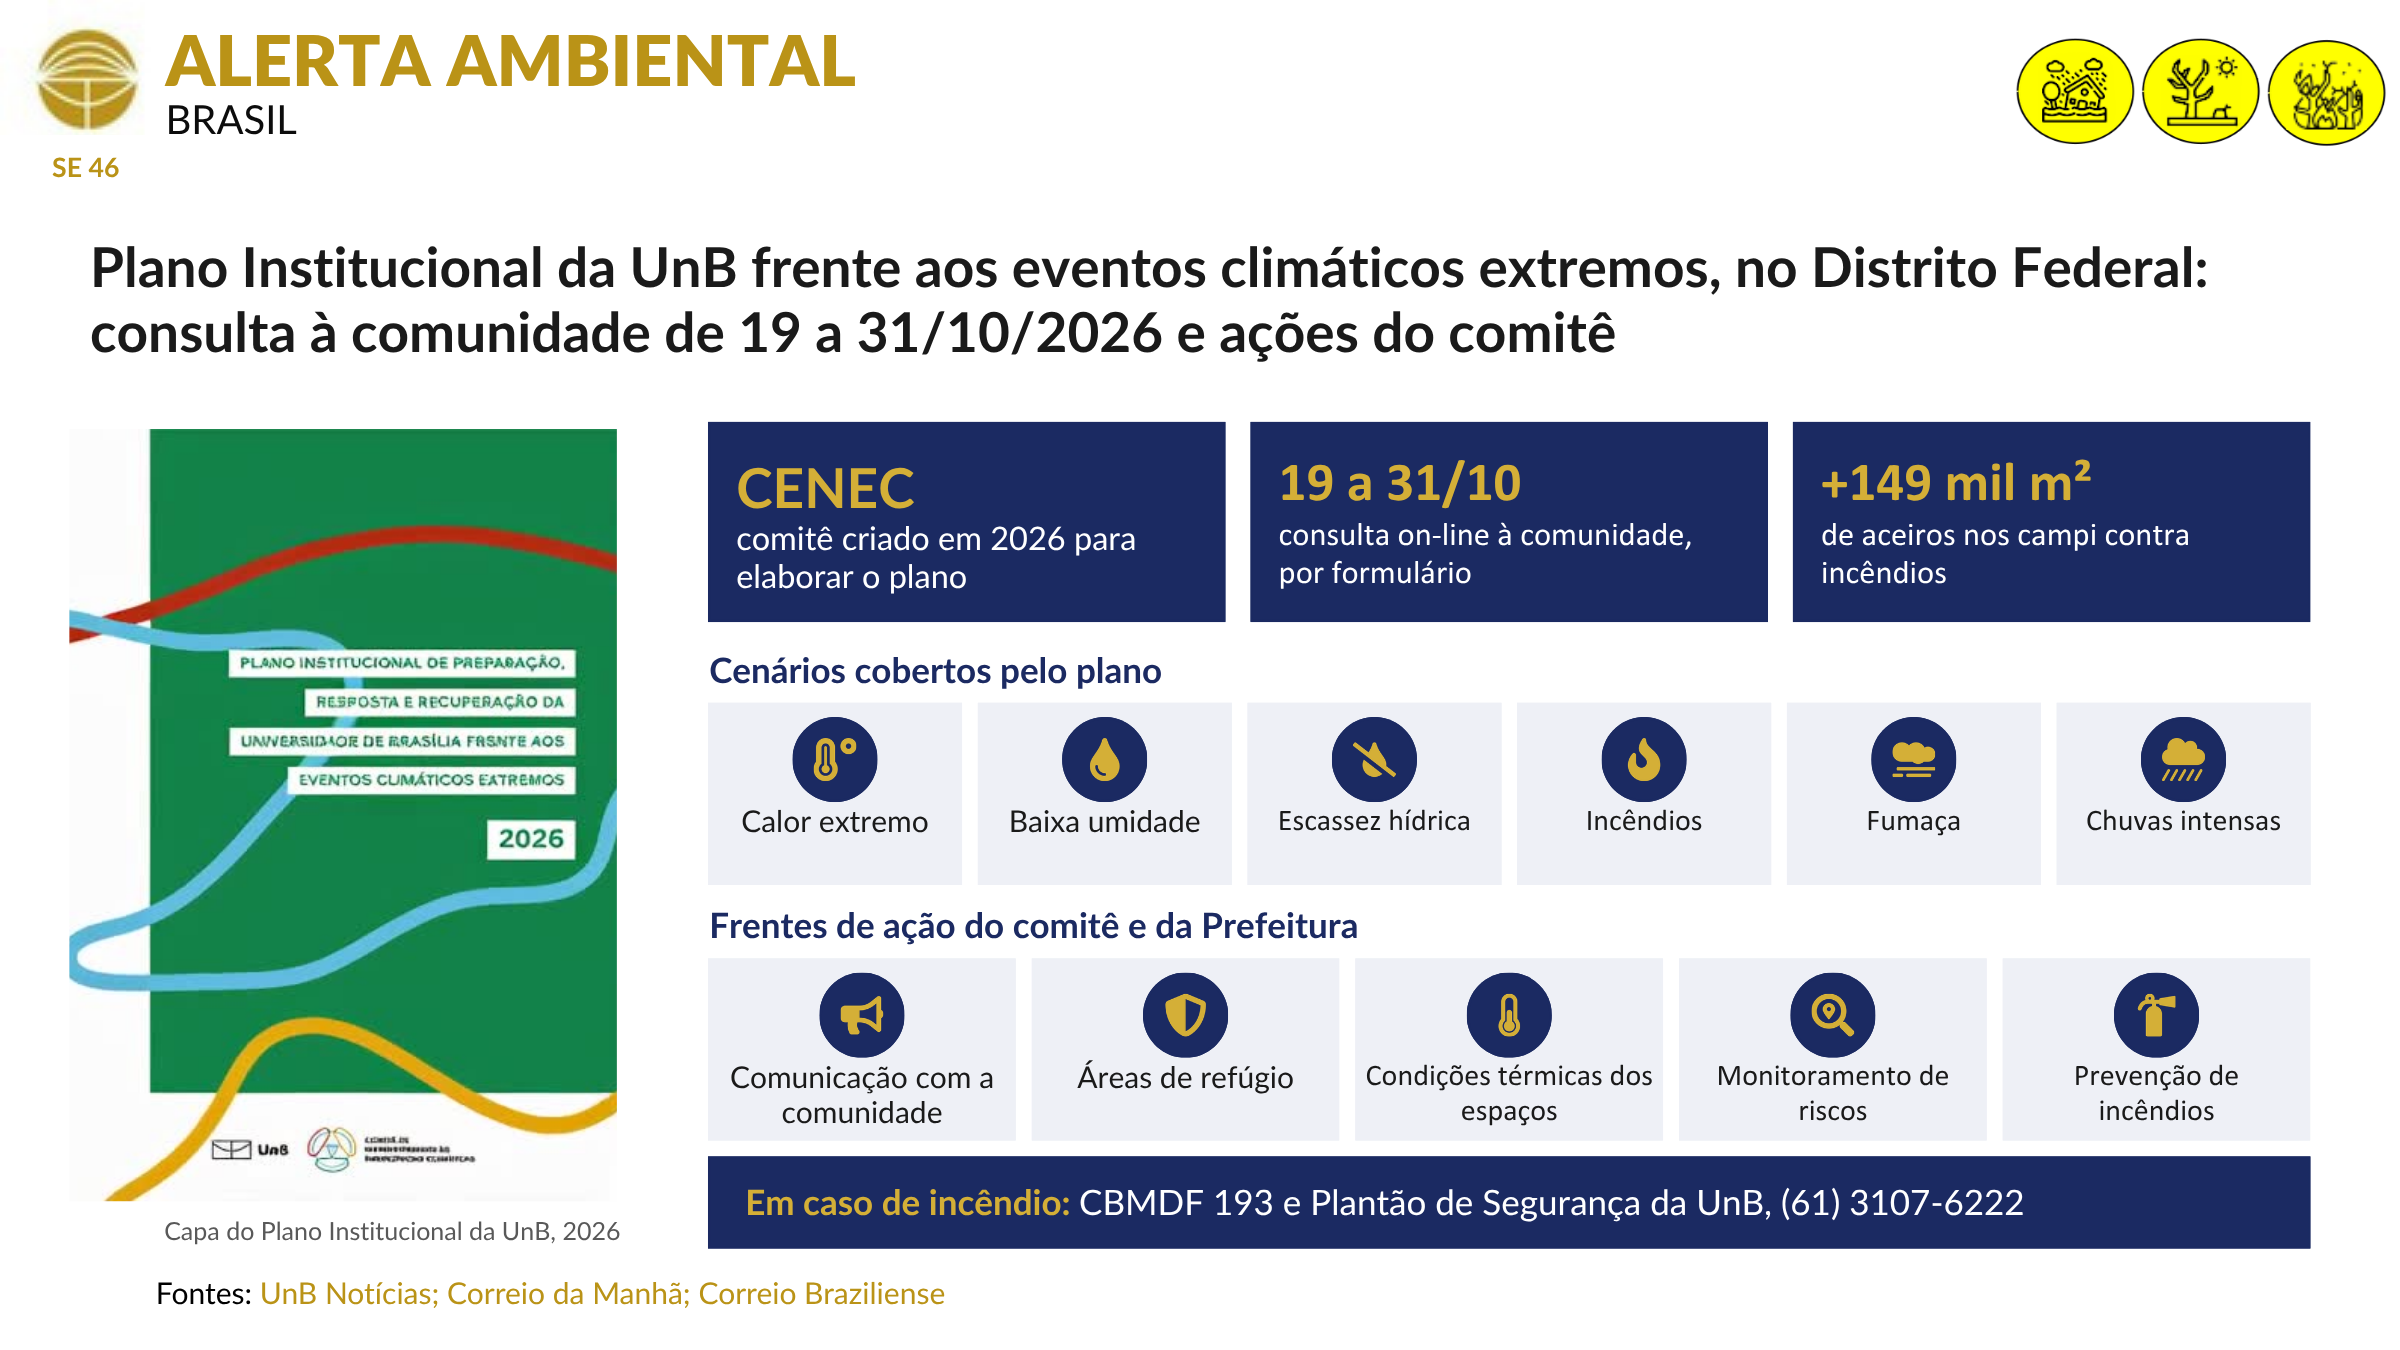 ALERTA AMBIENTAL
BRASIL
SE 46
Plano Institucional da UnB frente aos eventos climáticos extremos, no Distrito Federal:
consulta à comunidade de 19 a 31/10/2026 e ações do comitê
PLANO INSTITUCIONAL DE PREPARAÇÃO,
RESPOSTA E RECUPERAÇÃO DA
UNIVERSIDADE DE BRASÍLIA FRENTE AOS
EVENTOS CLIMÁTICOS EXTREMOS
2026
UnB
Capa do Plano Institucional da UnB, 2026
CENEC
comitê criado em 2026 para
elaborar o plano
19 a 31/10
consulta on-line à comunidade,
por formulário
+149 mil m²
de aceiros nos campi contra
incêndios
Cenários cobertos pelo plano
Calor extremo
Baixa umidade
Escassez hídrica
Incêndios
Fumaça
Chuvas intensas
Frentes de ação do comitê e da Prefeitura
Comunicação com a
comunidade
Áreas de refúgio
Condições térmicas dos
espaços
Monitoramento de
riscos
Prevenção de
incêndios
Em caso de incêndio: CBMDF 193 e Plantão de Segurança da UnB, (61) 3107-6222
Fontes: UnB Notícias; Correio da Manhã; Correio Braziliense